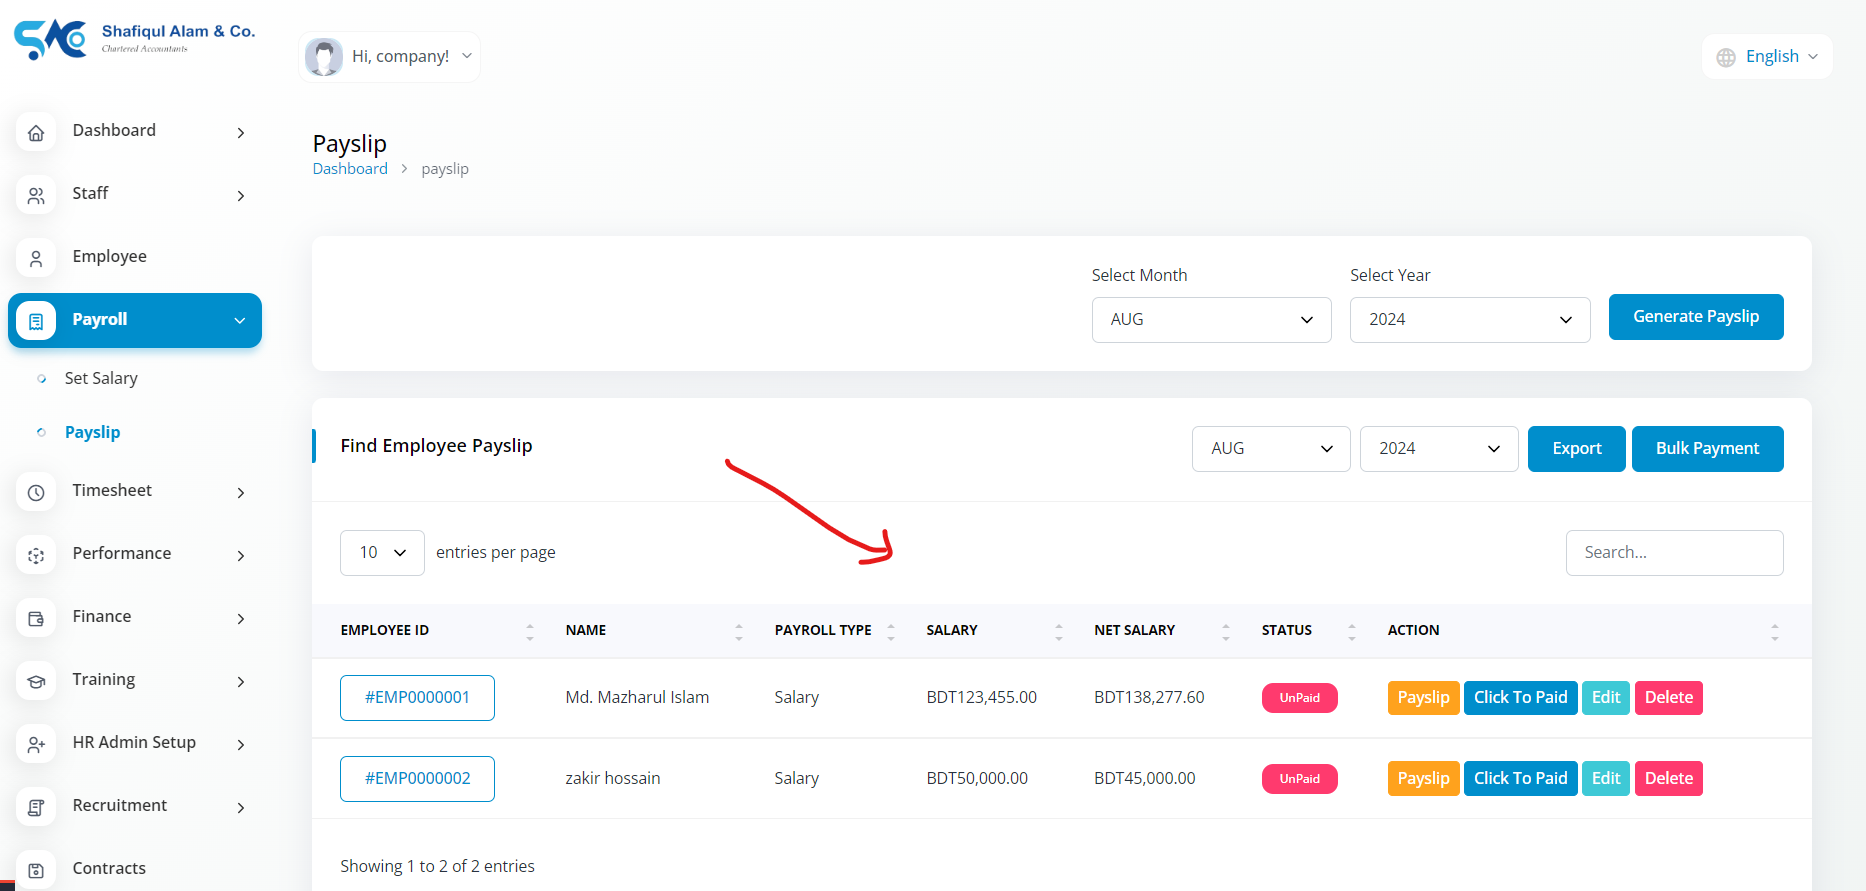 Shafiqul Alam & Co.
Chartered Accountants
Hi, company!
English
Dashboard
Staff
Employee
Payroll
Set Salary
Payslip
Timesheet
Performance
Finance
Training
HR Admin Setup
Recruitment
Contracts
Payslip
Dashboard > payslip
Select Month
Select Year
AUG
2024
Generate Payslip
Find Employee Payslip
AUG
2024
Export
Bulk Payment
10 entries per page
Search...
EMPLOYEE ID NAME PAYROLL TYPE SALARY NET SALARY STATUS ACTION
#EMP0000001 Md. Mazharul Islam Salary BDT123,455.00 BDT138,277.60 UnPaid Payslip Click To Paid Edit Delete
#EMP0000002 zakir hossain Salary BDT50,000.00 BDT45,000.00 UnPaid Payslip Click To Paid Edit Delete
Showing 1 to 2 of 2 entries